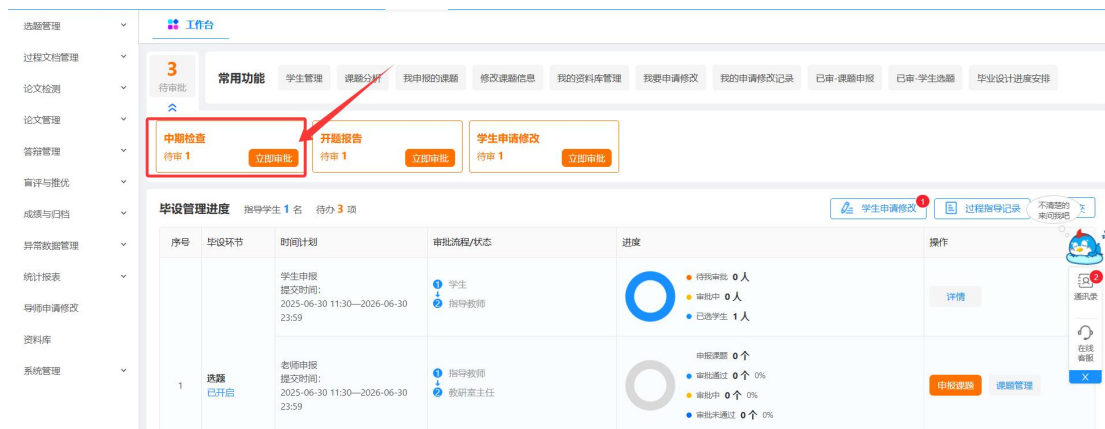 选题管理
过程文档管理
论文检测
论文管理
答辩管理
盲评与推优
成绩与归档
异常数据管理
统计报表
导师申请修改
资料库
系统管理
工作台
3
待审批
常用功能 学生管理 课题分析 我申报的课题 修改课题信息 我的资料库管理 我要申请修改 我的申请修改记录 已审-课题申报 已审-学生选题 毕业设计进度安排
中期检查
待审 1 立即审批
开题报告
待审 1 立即审批
学生申请修改
待审 1 立即审批
毕设管理进度 指导学生 1 名 待办 3 项
学生申请修改 1
过程指导记录
不清楚的
来问我吧
序号 毕设环节 时间计划 审批流程/状态 进度 操作
1
选题
已开启
学生申报
提交时间:
2025-06-30 11:30—2026-06-30
23:59
1 学生
2 指导教师
待我审批 0 人
审批中 0 人
已选学生 1 人
详情
老师申报
提交时间:
2025-06-30 11:30—2026-06-30
23:59
1 指导教师
2 教研室主任
申报课题 0 个
审批通过 0 个 0%
审批中 0 个 0%
审批未通过 0 个 0%
申报课题 课题管理
2
通讯录
在线
客服
X